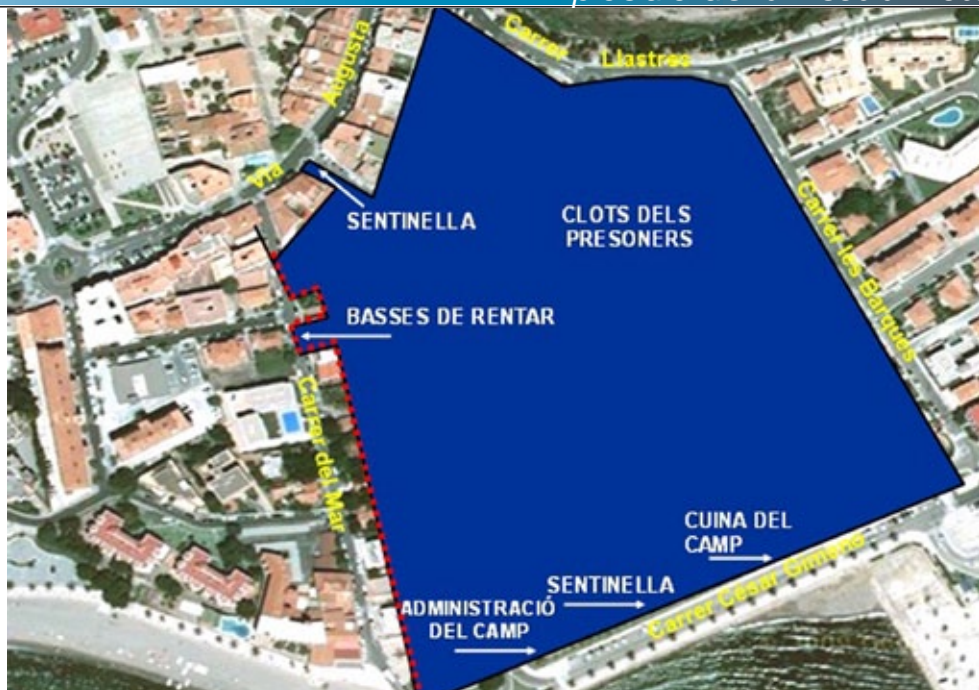 Carrer
Llastres
Augusta
Via
SENTINELLA
CLOTS DELS
PRESONERS
Carrer les Barques
BASSES DE RENTAR
Carrer del Mar
CUINA DEL
CAMP
SENTINELLA
Carrer Cesar Gimeno
ADMINISTRACIÓ
DEL CAMP